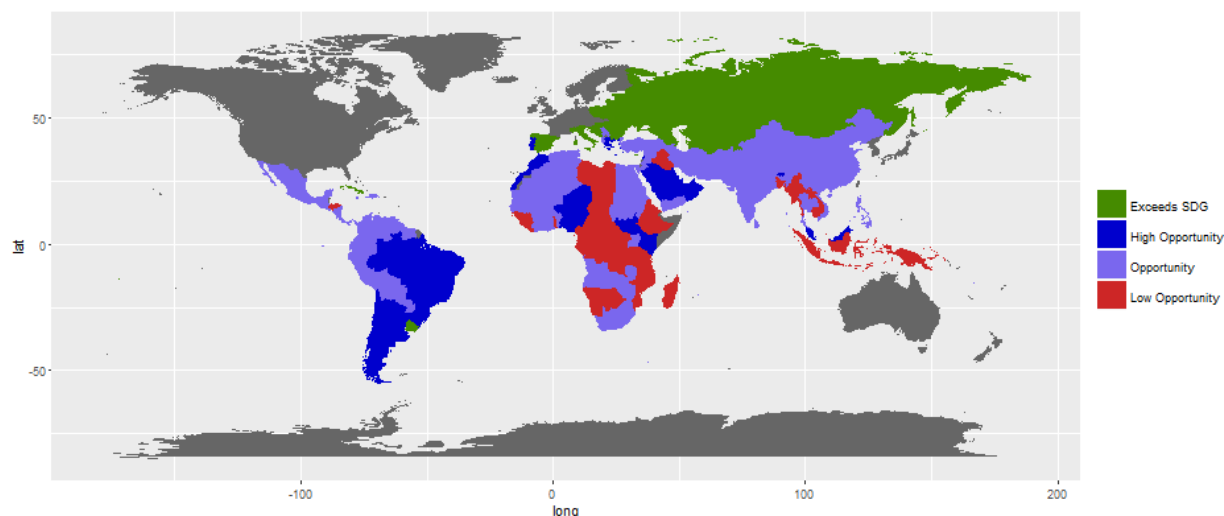 50
0
-50
lat
-100
0
100
200
long
Exceeds SDG
High Opportunity
Opportunity
Low Opportunity